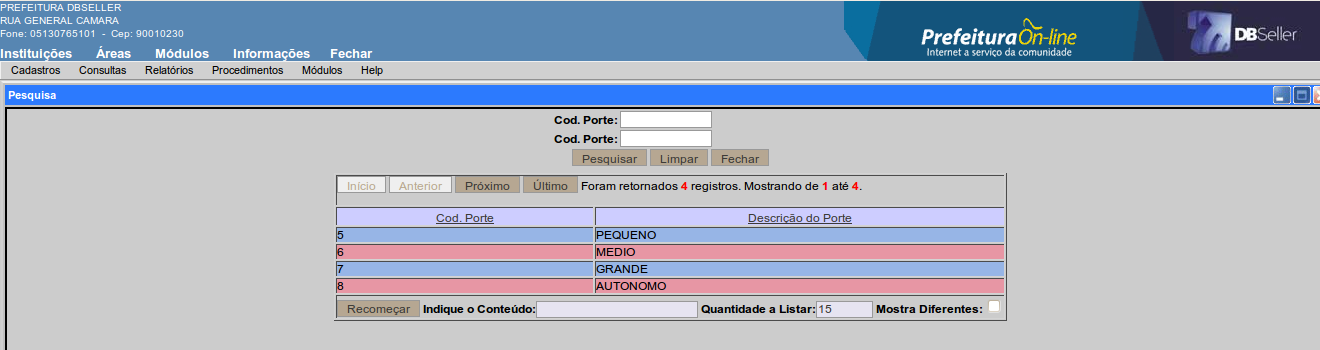 PREFEITURA DBSELLER
RUA GENERAL CAMARA
Fone: 05130765101 - Cep: 90010230
PrefeituraOn-line
Internet a serviço da comunidade
DBSeller
Instituições Áreas Módulos Informações Fechar
Cadastros Consultas Relatórios Procedimentos Módulos Help
Pesquisa
Cod. Porte:
Cod. Porte:
Pesquisar Limpar Fechar
Início Anterior Próximo Último Foram retornados 4 registros. Mostrando de 1 até 4.
Cod. Porte Descrição do Porte
5 PEQUENO
6 MEDIO
7 GRANDE
8 AUTONOMO
Recomeçar Indique o Conteúdo: Quantidade a Listar: 15 Mostra Diferentes: